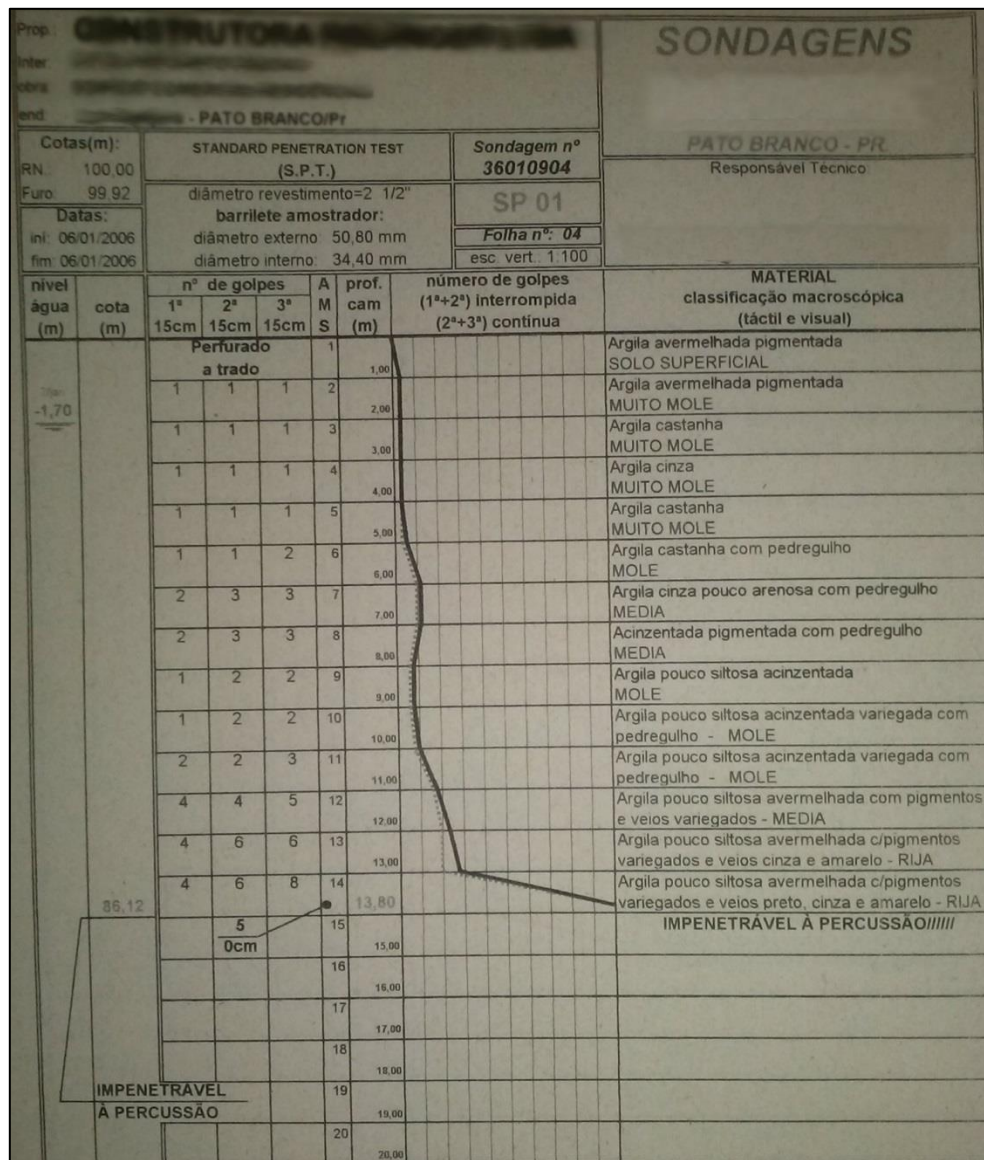 Prop.: CONSTRUTORA
Inter:
obra:
end: - PATO BRANCO/Pr
SONDAGENS
PATO BRANCO - PR
Responsável Técnico
Cotas(m):
RN. 100,00
Furo 99,92
Datas:
ini: 06/01/2006
fim: 06/01/2006
STANDARD PENETRATION TEST
(S.P.T.)
diâmetro revestimento=2 1/2"
barrilete amostrador:
diâmetro externo: 50,80 mm
diâmetro interno: 34,40 mm
Sondagem nº
36010904
SP 01
Folha nº: 04
esc. vert.: 1:100
nível água (m)
cota (m)
nº de golpes
1ª 2ª 3ª
15cm 15cm 15cm
A M S
prof. cam (m)
número de golpes
(1ª+2ª) interrompida
(2ª+3ª) contínua
MATERIAL
classificação macroscópica
(táctil e visual)
Perfurado a trado 1 1,00 Argila avermelhada pigmentada
SOLO SUPERFICIAL
1 1 1 2 2,00 Argila avermelhada pigmentada
-1,70 MUITO MOLE
1 1 1 3 3,00 Argila castanha
MUITO MOLE
1 1 1 4 4,00 Argila cinza
MUITO MOLE
1 1 1 5 5,00 Argila castanha
MUITO MOLE
1 1 2 6 6,00 Argila castanha com pedregulho
MOLE
2 3 3 7 7,00 Argila cinza pouco arenosa com pedregulho
MEDIA
2 3 3 8 8,00 Acinzentada pigmentada com pedregulho
MEDIA
1 2 2 9 9,00 Argila pouco siltosa acinzentada
MOLE
1 2 2 10 10,00 Argila pouco siltosa acinzentada variegada com
pedregulho - MOLE
2 2 3 11 11,00 Argila pouco siltosa acinzentada variegada com
pedregulho - MOLE
4 4 5 12 12,00 Argila pouco siltosa avermelhada com pigmentos
e veios variegados - MEDIA
4 6 6 13 13,00 Argila pouco siltosa avermelhada c/pigmentos
variegados e veios cinza e amarelo - RIJA
4 6 8 14 Argila pouco siltosa avermelhada c/pigmentos
86,12 13,80 variegados e veios preto, cinza e amarelo - RIJA
5 15 IMPENETRÁVEL À PERCUSSÃO//////
0cm 15,00
16
16,00
17
17,00
18
18,00
IMPENETRÁVEL 19
À PERCUSSÃO 19,00
20
20,00